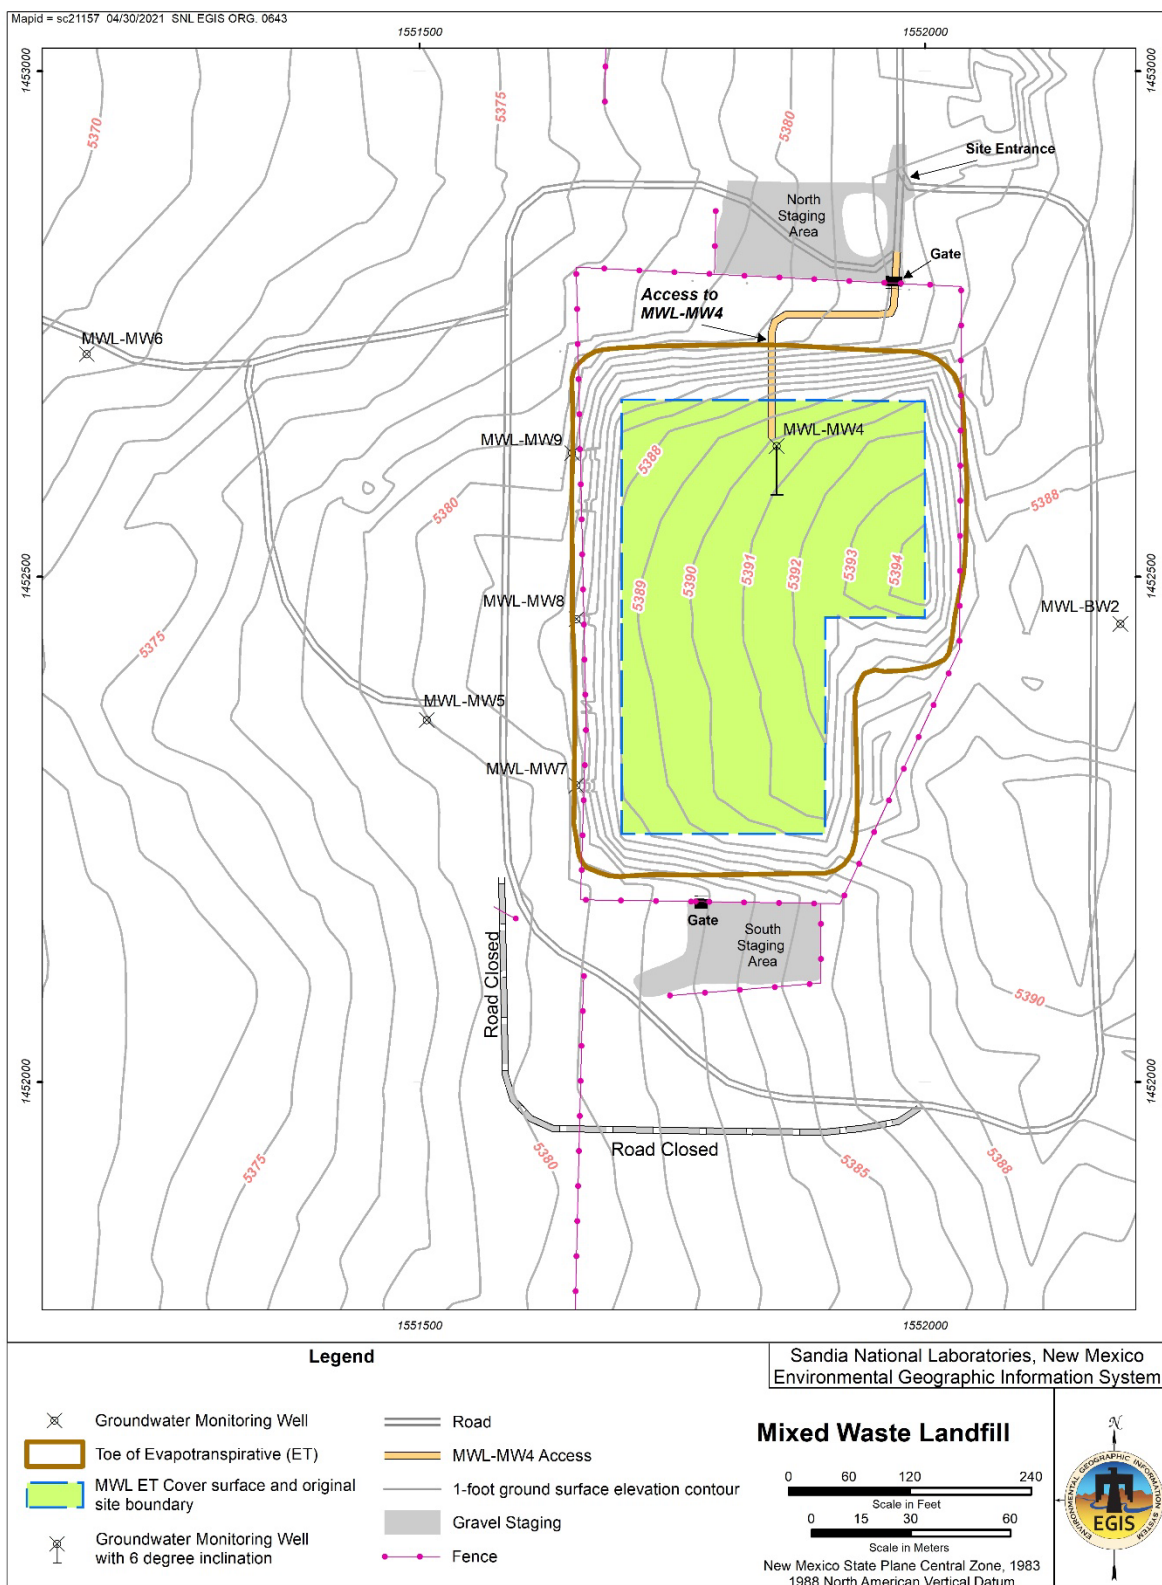 Mapid = sc21157 04/30/2021 SNL EGIS ORG. 0643
1551500
1552000
1453000
1453000
5370
5375
5380
Site Entrance
North
Staging
Area
Gate
Access to
MWL-MW4
MWL-MW6
MWL-MW9
MWL-MW4
5388
5380
5388
1452500
1452500
5389
5390
5391
5392
5393
5394
MWL-MW8
MWL-BW2
5375
MWL-MW5
MWL-MW7
Gate
South
Staging
Area
Road Closed
5390
1452000
1452000
5375
5380
Road Closed
5385
5388
1551500
1552000
Legend
Groundwater Monitoring Well
Toe of Evapotranspirative (ET)
MWL ET Cover surface and original
site boundary
Groundwater Monitoring Well
with 6 degree inclination
Road
MWL-MW4 Access
1-foot ground surface elevation contour
Gravel Staging
Fence
Sandia National Laboratories, New Mexico
Environmental Geographic Information System
Mixed Waste Landfill
0 60 120 240
Scale in Feet
0 15 30 60
Scale in Meters
New Mexico State Plane Central Zone, 1983
1988 North American Vertical Datum
N
ENVIRONMENTAL GEOGRAPHIC INFORMATION SYSTEM
EGIS